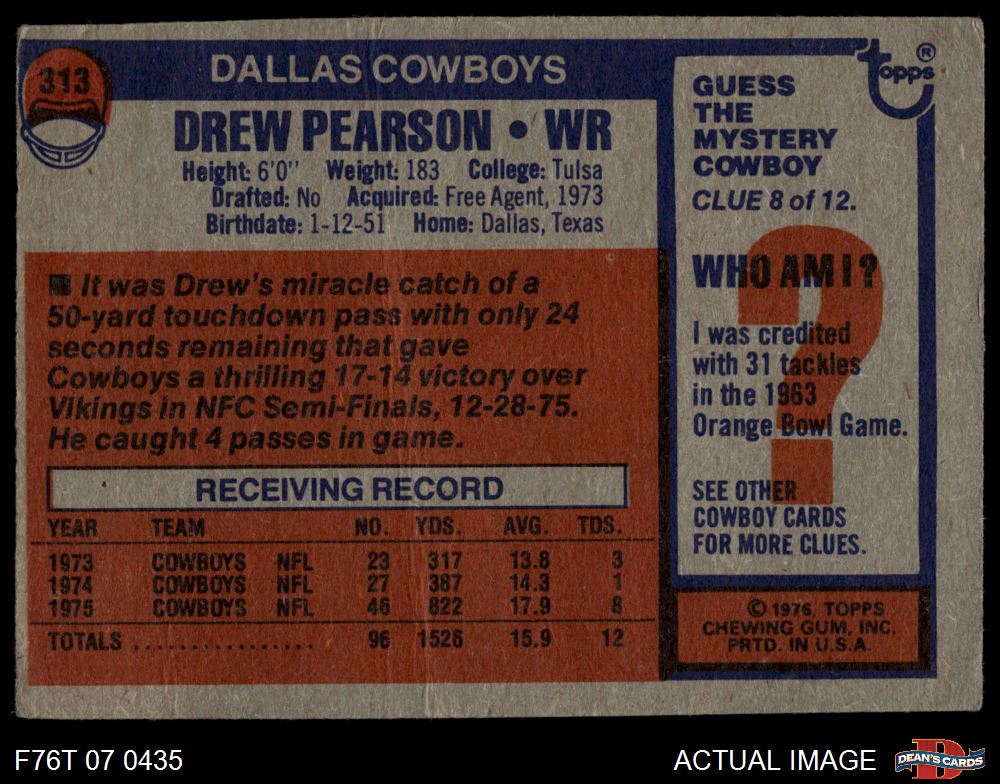 313
DALLAS COWBOYS
DREW PEARSON • WR
Height: 6'0" Weight: 183 College: Tulsa
Drafted: No Acquired: Free Agent, 1973
Birthdate: 1-12-51 Home: Dallas, Texas
■ It was Drew's miracle catch of a
50-yard touchdown pass with only 24
seconds remaining that gave
Cowboys a thrilling 17-14 victory over
Vikings in NFC Semi-Finals, 12-28-75.
He caught 4 passes in game.
RECEIVING RECORD
YEAR TEAM NO. YDS. AVG. TDS.
1973 COWBOYS NFL 23 317 13.8 3
1974 COWBOYS NFL 27 387 14.3 1
1975 COWBOYS NFL 46 822 17.9 8
TOTALS ................ 96 1526 15.9 12
topps®
GUESS
THE
MYSTERY
COWBOY
CLUE 8 of 12.
WHO AM I?
I was credited
with 31 tackles
in the 1963
Orange Bowl Game.
SEE OTHER
COWBOY CARDS
FOR MORE CLUES.
© 1976, TOPPS
CHEWING GUM, INC.
PRTD. IN U.S.A.
F76T 07 0435
ACTUAL IMAGE
D
DEAN'S CARDS